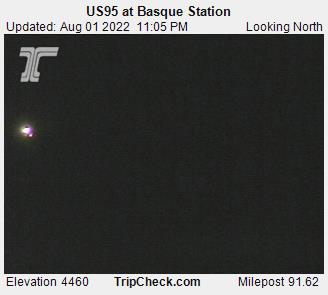 US95 at Basque Station
Updated: Aug 01 2022 11:05 PM Looking North
Elevation 4460 TripCheck.com Milepost 91.62